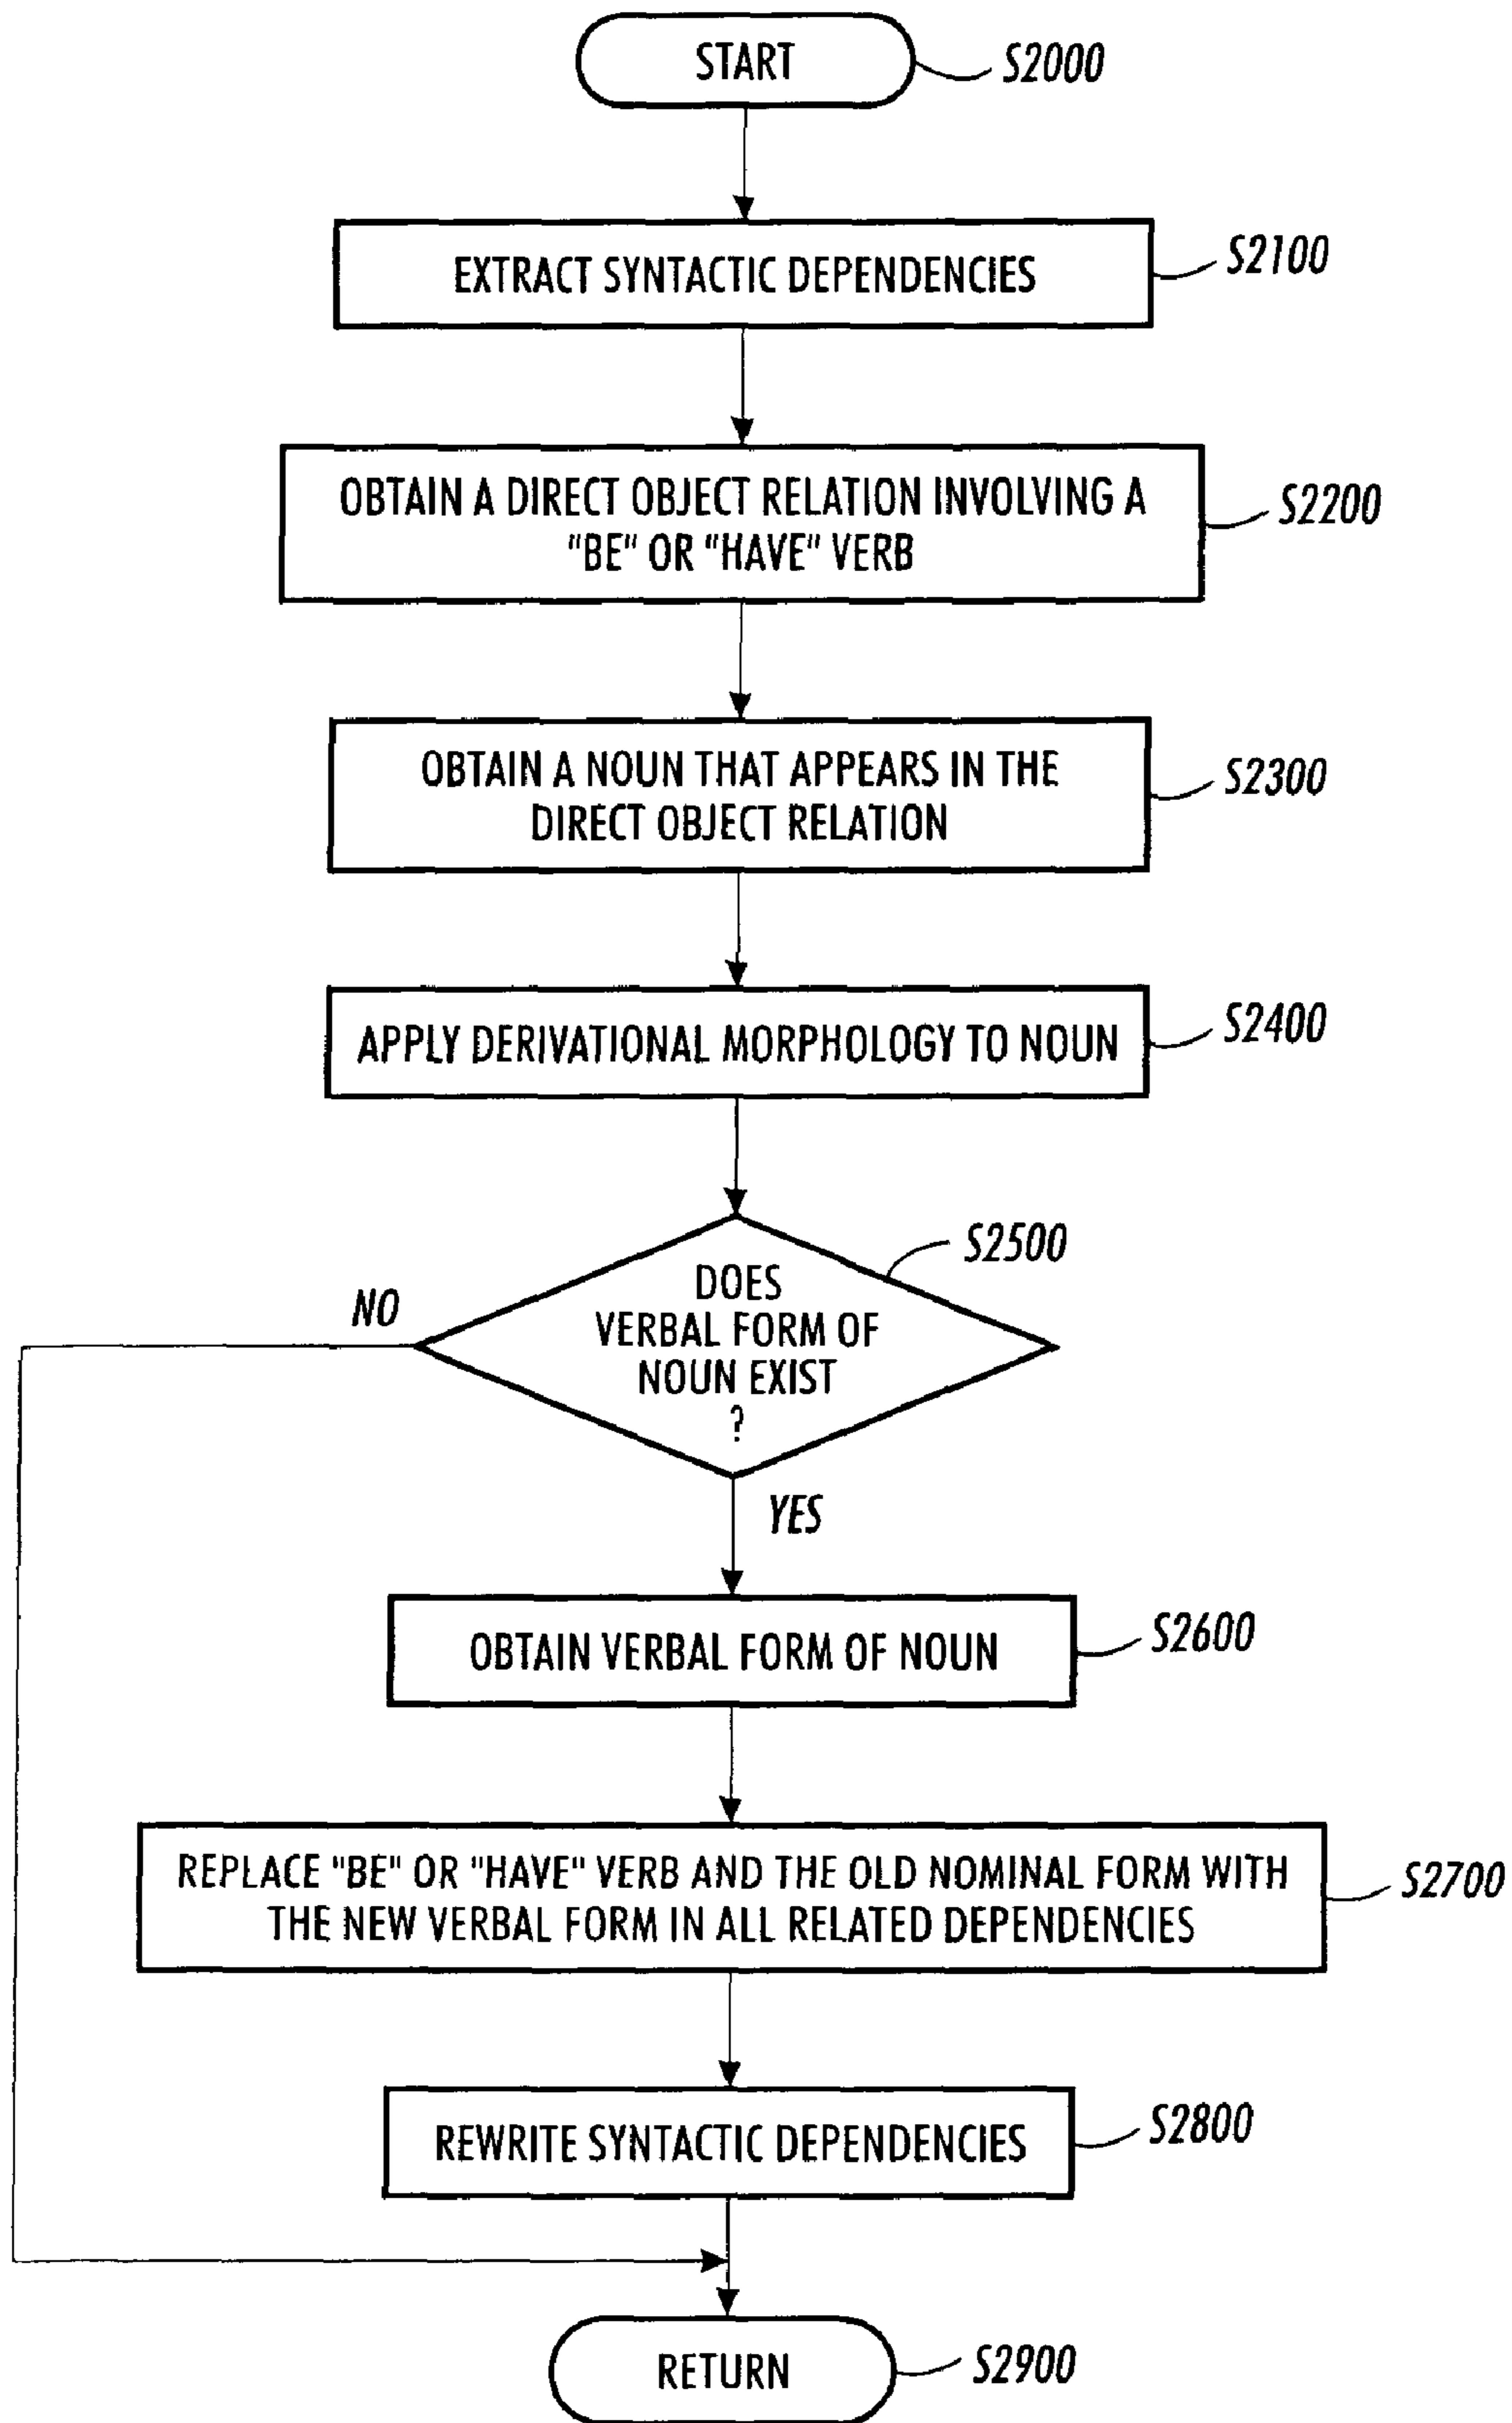 START
S2000
EXTRACT SYNTACTIC DEPENDENCIES
S2100
OBTAIN A DIRECT OBJECT RELATION INVOLVING A
"BE" OR "HAVE" VERB
S2200
OBTAIN A NOUN THAT APPEARS IN THE
DIRECT OBJECT RELATION
S2300
APPLY DERIVATIONAL MORPHOLOGY TO NOUN
S2400
DOES
VERBAL FORM OF
NOUN EXIST
?
S2500
NO
YES
OBTAIN VERBAL FORM OF NOUN
S2600
REPLACE "BE" OR "HAVE" VERB AND THE OLD NOMINAL FORM WITH
THE NEW VERBAL FORM IN ALL RELATED DEPENDENCIES
S2700
REWRITE SYNTACTIC DEPENDENCIES
S2800
RETURN
S2900